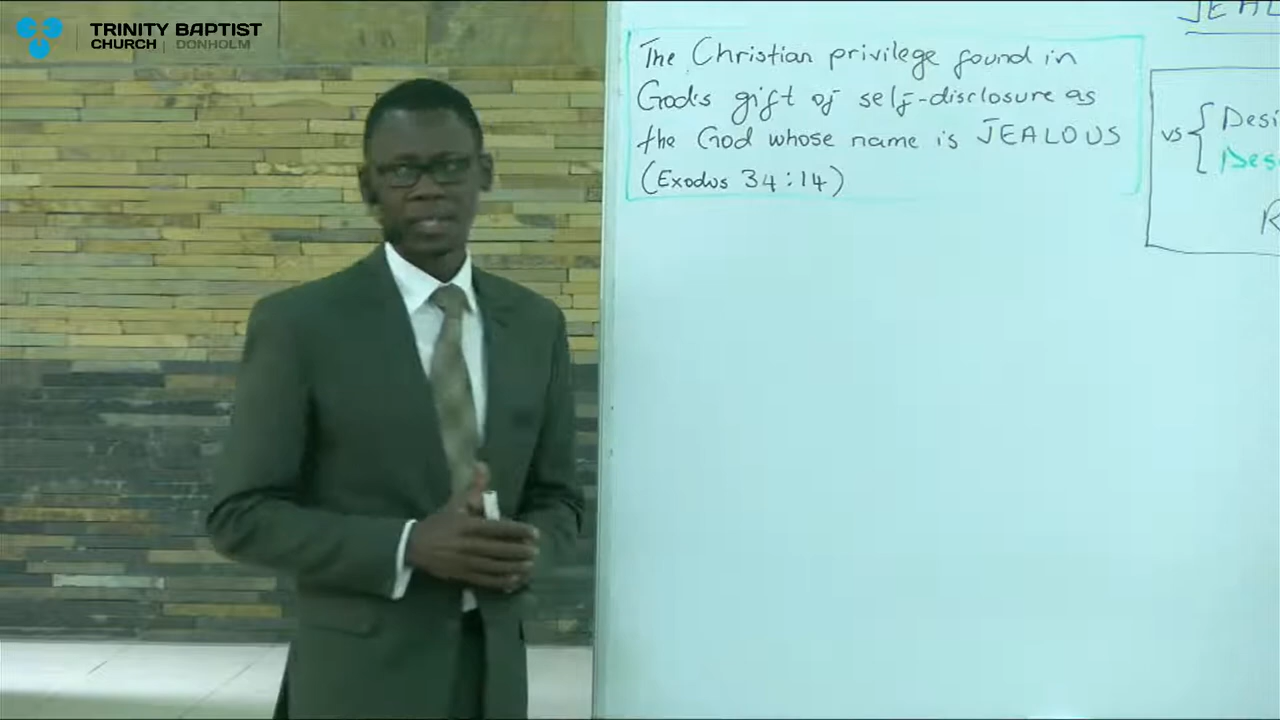 TRINITY BAPTIST
CHURCH | DONHOLM
The Christian privilege found in
God's gift of self-disclosure as
the God whose name is JEALOUS
(Exodus 34:14)
vs